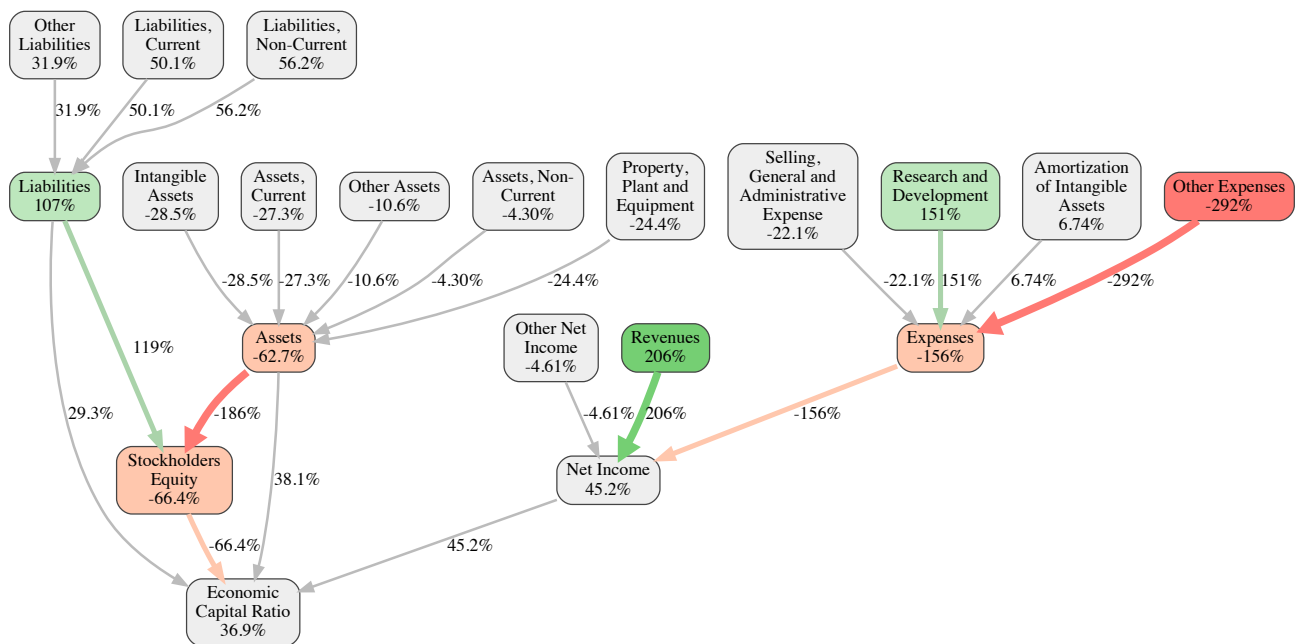 Other
Liabilities
31.9%
Liabilities,
Current
50.1%
Liabilities,
Non-Current
56.2%
31.9%
50.1%
56.2%
Liabilities
107%
Intangible
Assets
-28.5%
Assets,
Current
-27.3%
Other Assets
-10.6%
Assets, Non-
Current
-4.30%
Property,
Plant and
Equipment
-24.4%
Selling,
General and
Administrative
Expense
-22.1%
Research and
Development
151%
Amortization
of Intangible
Assets
6.74%
Other Expenses
-292%
-28.5%
-27.3%
-10.6%
-4.30%
-24.4%
-22.1%
151%
6.74%
-292%
Assets
-62.7%
Other Net
Income
-4.61%
Revenues
206%
Expenses
-156%
119%
29.3%
-186%
-4.61%
206%
-156%
Stockholders
Equity
-66.4%
38.1%
Net Income
45.2%
-66.4%
45.2%
Economic
Capital Ratio
36.9%